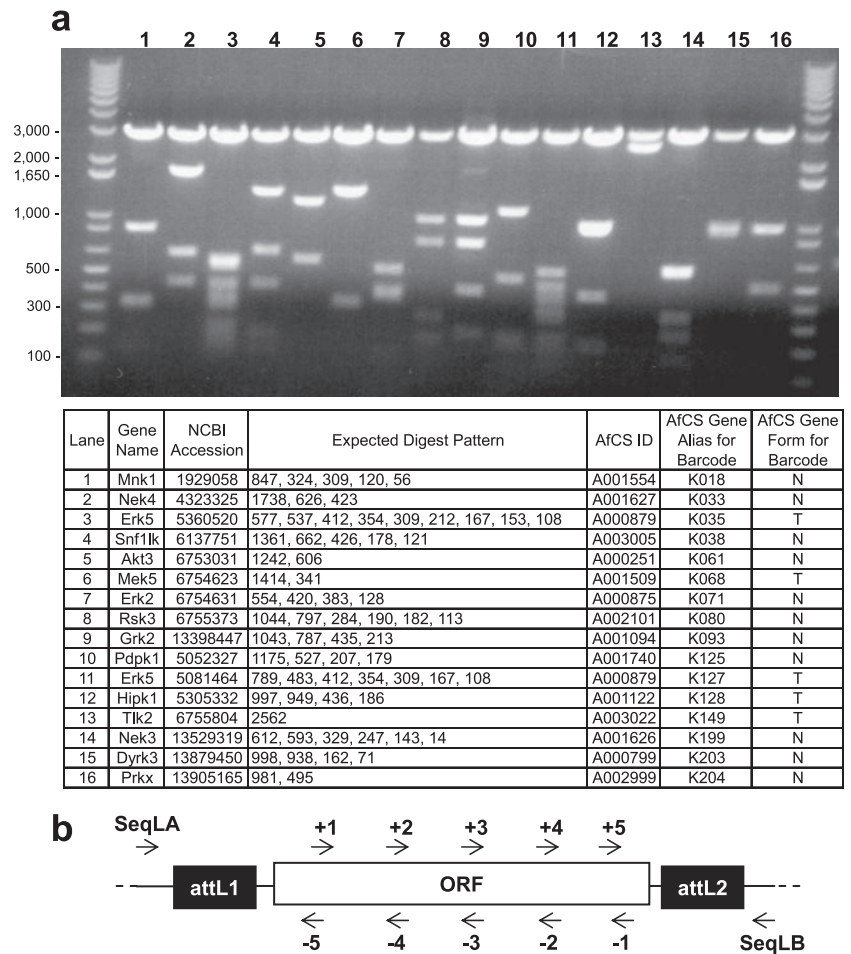 a
1 2 3 4 5 6 7 8 9 10 11 12 13 14 15 16
3,000 -
2,000 -
1,650 -
1,000 -
500 -
300 -
100 -
Lane Gene Name NCBI Accession Expected Digest Pattern AfCS ID AfCS Gene Alias for Barcode AfCS Gene Form for Barcode
1 Mnk1 1929058 847, 324, 309, 120, 56 A001554 K018 N
2 Nek4 4323325 1738, 626, 423 A001627 K033 N
3 Erk5 5360520 577, 537, 412, 354, 309, 212, 167, 153, 108 A000879 K035 T
4 Snf1lk 6137751 1361, 662, 426, 178, 121 A003005 K038 N
5 Akt3 6753031 1242, 606 A000251 K061 N
6 Mek5 6754623 1414, 341 A001509 K068 T
7 Erk2 6754631 554, 420, 383, 128 A000875 K071 N
8 Rsk3 6755373 1044, 797, 284, 190, 182, 113 A002101 K080 N
9 Grk2 13398447 1043, 787, 435, 213 A001094 K093 N
10 Pdpk1 5052327 1175, 527, 207, 179 A001740 K125 N
11 Erk5 5081464 789, 483, 412, 354, 309, 167, 108 A000879 K127 T
12 Hipk1 5305332 997, 949, 436, 186 A001122 K128 T
13 Tlk2 6755804 2562 A003022 K149 T
14 Nek3 13529319 612, 593, 329, 247, 143, 14 A001626 K199 N
15 Dyrk3 13879450 998, 938, 162, 71 A000799 K203 N
16 Prkx 13905165 981, 495 A002999 K204 N
b
SeqLA +1 +2 +3 +4 +5
attL1 ORF attL2
-5 -4 -3 -2 -1 SeqLB